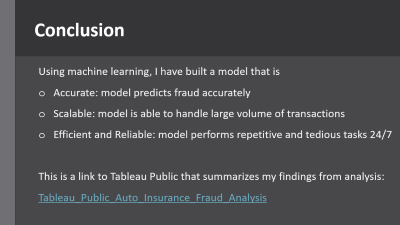 Conclusion
Using machine learning, I have built a model that is
o Accurate: model predicts fraud accurately
o Scalable: model is able to handle large volume of transactions
o Efficient and Reliable: model performs repetitive and tedious tasks 24/7
This is a link to Tableau Public that summarizes my findings from analysis:
Tableau_Public_Auto_Insurance_Fraud_Analysis